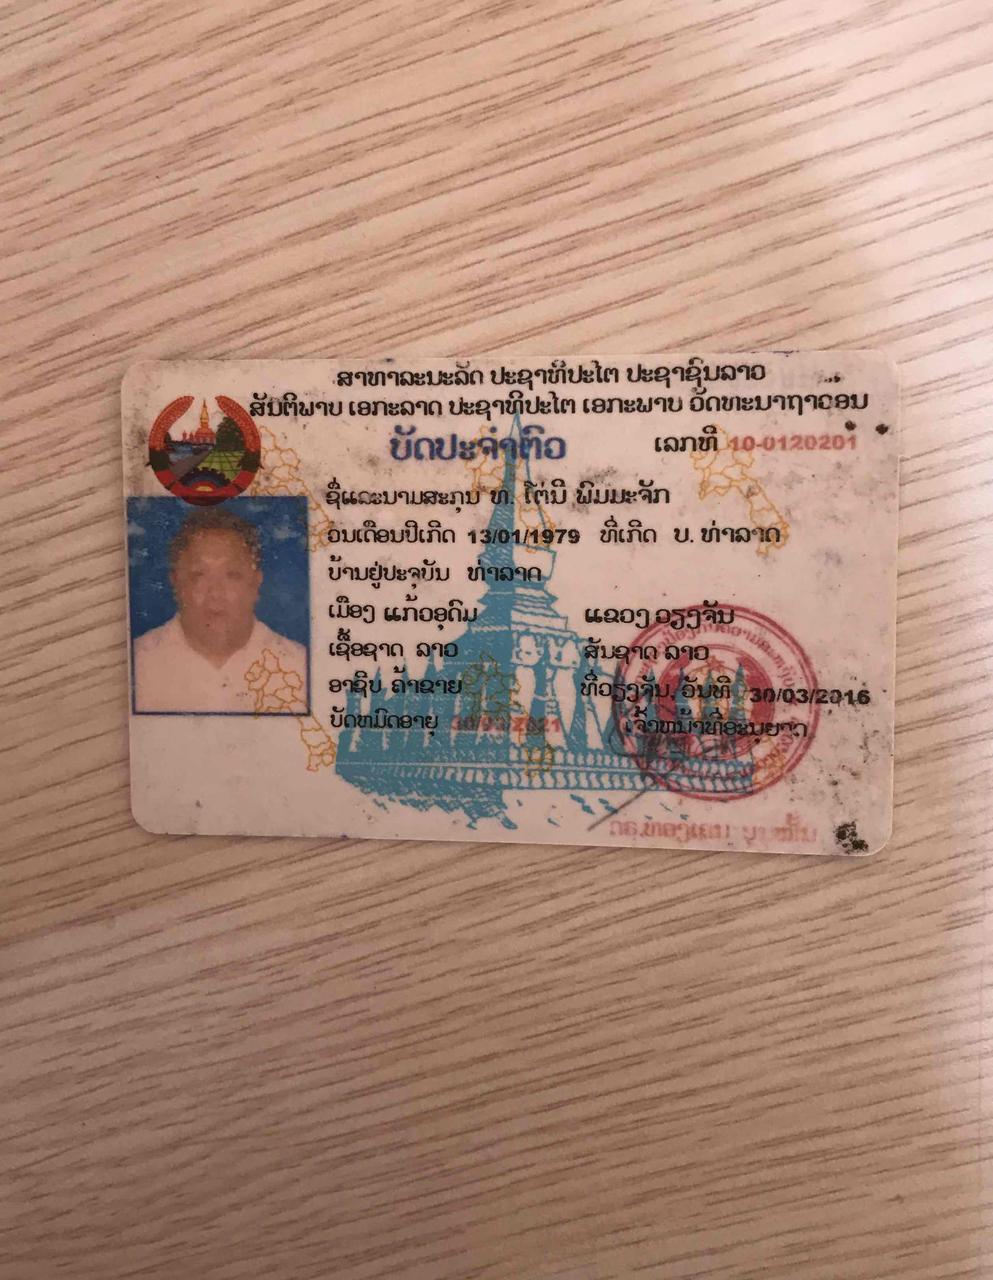 ສາທາລະນະລັດ ປະຊາທິປະໄຕ ປະຊາຊົນລາວ
ສັນຕິພາບ ເອກະລາດ ປະຊາທິປະໄຕ ເອກະພາບ ວັດທະນາຖາວອນ
ບັດປະຈຳຕົວ ເລກທີ 10-0120201
ຊື່ແລະນາມສະກຸນ ທ. ໂຕ່ນີ ພິມມະຈັກ
ວັນເດືອນປີເກີດ 13/01/1979 ທີ່ເກີດ ບ. ທ່າລາດ
ບ້ານຢູ່ປະຈຸບັນ ທ່າລາດ
ເມືອງ ແກ້ວອຸດົມ ແຂວງ ວຽງຈັນ
ເຊື້ອຊາດ ລາວ ສັນຊາດ ລາວ
ອາຊີບ ຄ້າຂາຍ ທີ່ວຽງຈັນ, ວັນທີ 30/03/2016
ບັດຫມົດອາຍຸ 30/03/2021 ເຈົ້າຫນ້າທີ່ອະນຸຍາດ